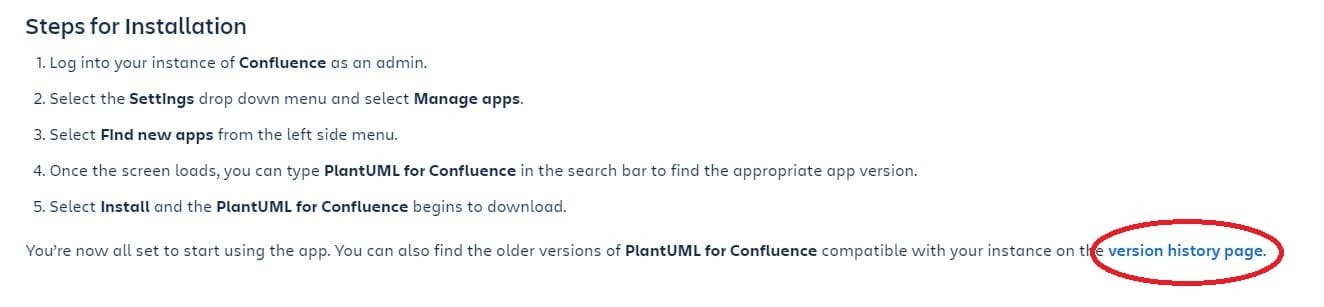 Steps for Installation
1. Log into your instance of Confluence as an admin.
2. Select the Settings drop down menu and select Manage apps.
3. Select Find new apps from the left side menu.
4. Once the screen loads, you can type PlantUML for Confluence in the search bar to find the appropriate app version.
5. Select Install and the PlantUML for Confluence begins to download.
You’re now all set to start using the app. You can also find the older versions of PlantUML for Confluence compatible with your instance on the version history page.